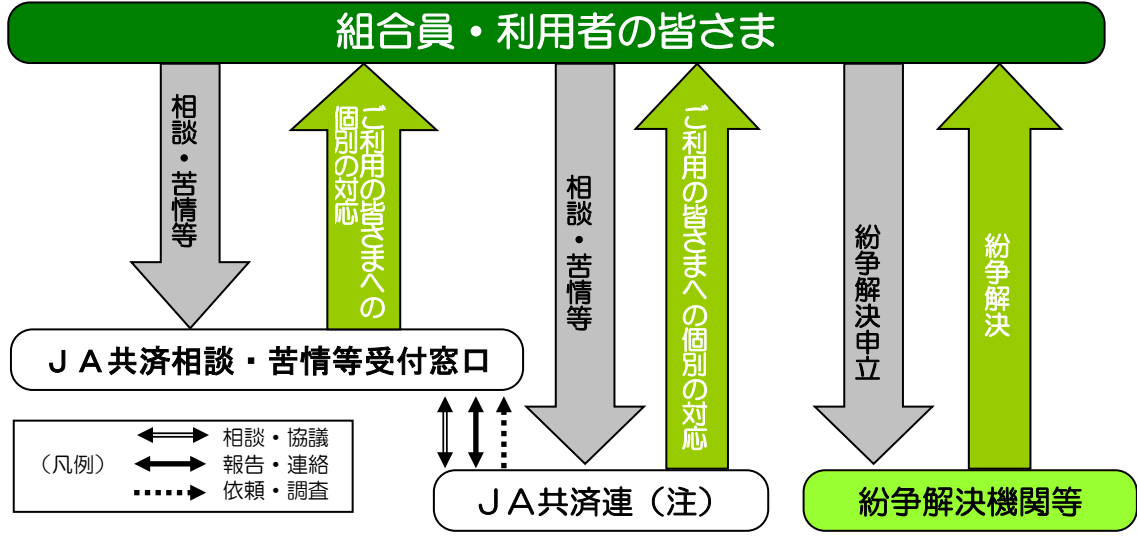 組合員・利用者の皆さま
相談・苦情等
ご利用の皆さまへの
個別の対応
相談・苦情等
ご利用の皆さまへの個別の対応
紛争解決申立
紛争解決
ＪＡ共済相談・苦情等受付窓口
（凡例）
相談・協議
報告・連絡
依頼・調査
ＪＡ共済連（注）
紛争解決機関等